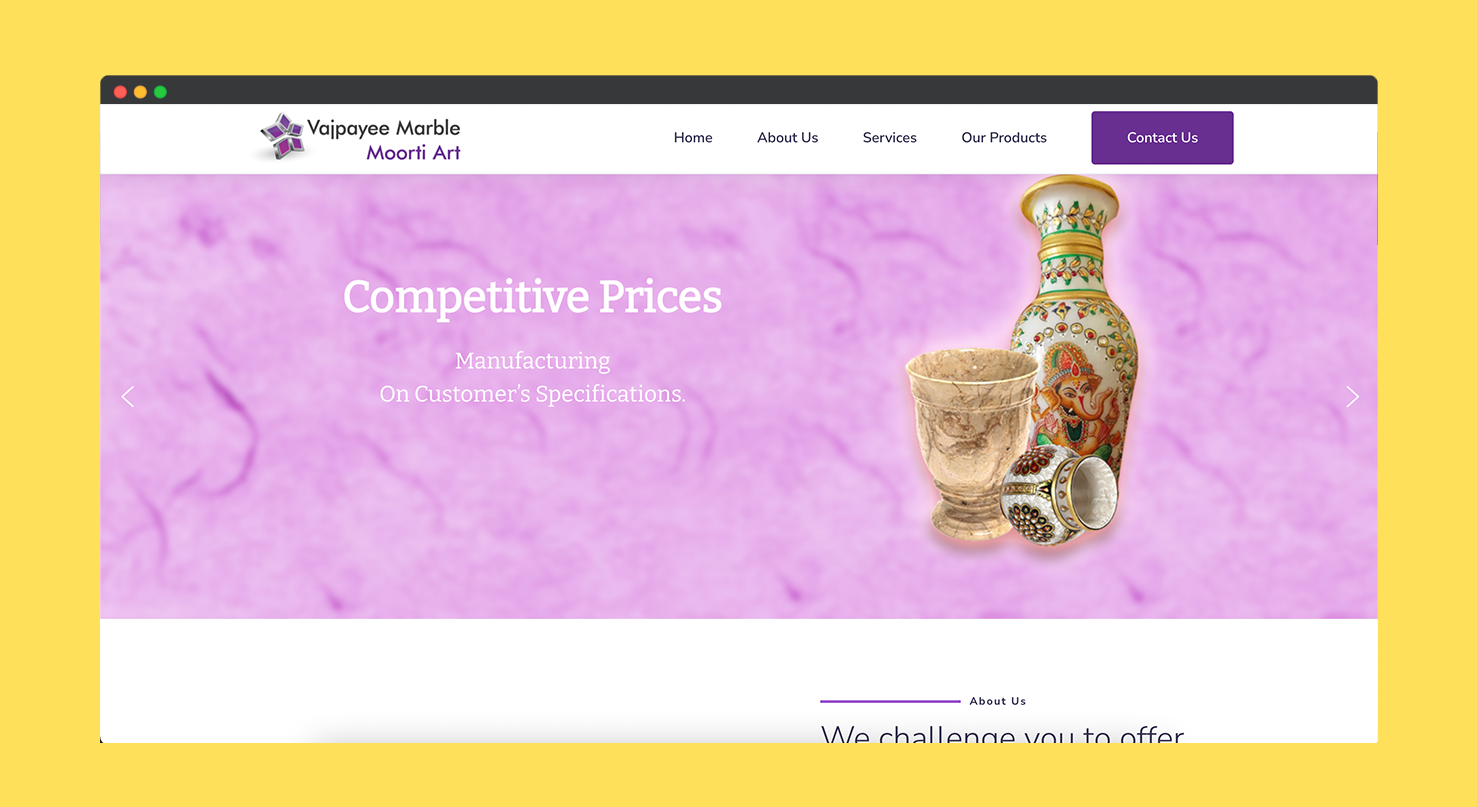 Vajpayee Marble
Moorti Art
Home
About Us
Services
Our Products
Contact Us
Competitive Prices
Manufacturing
On Customer’s Specifications.
About Us
We challenge you to offer